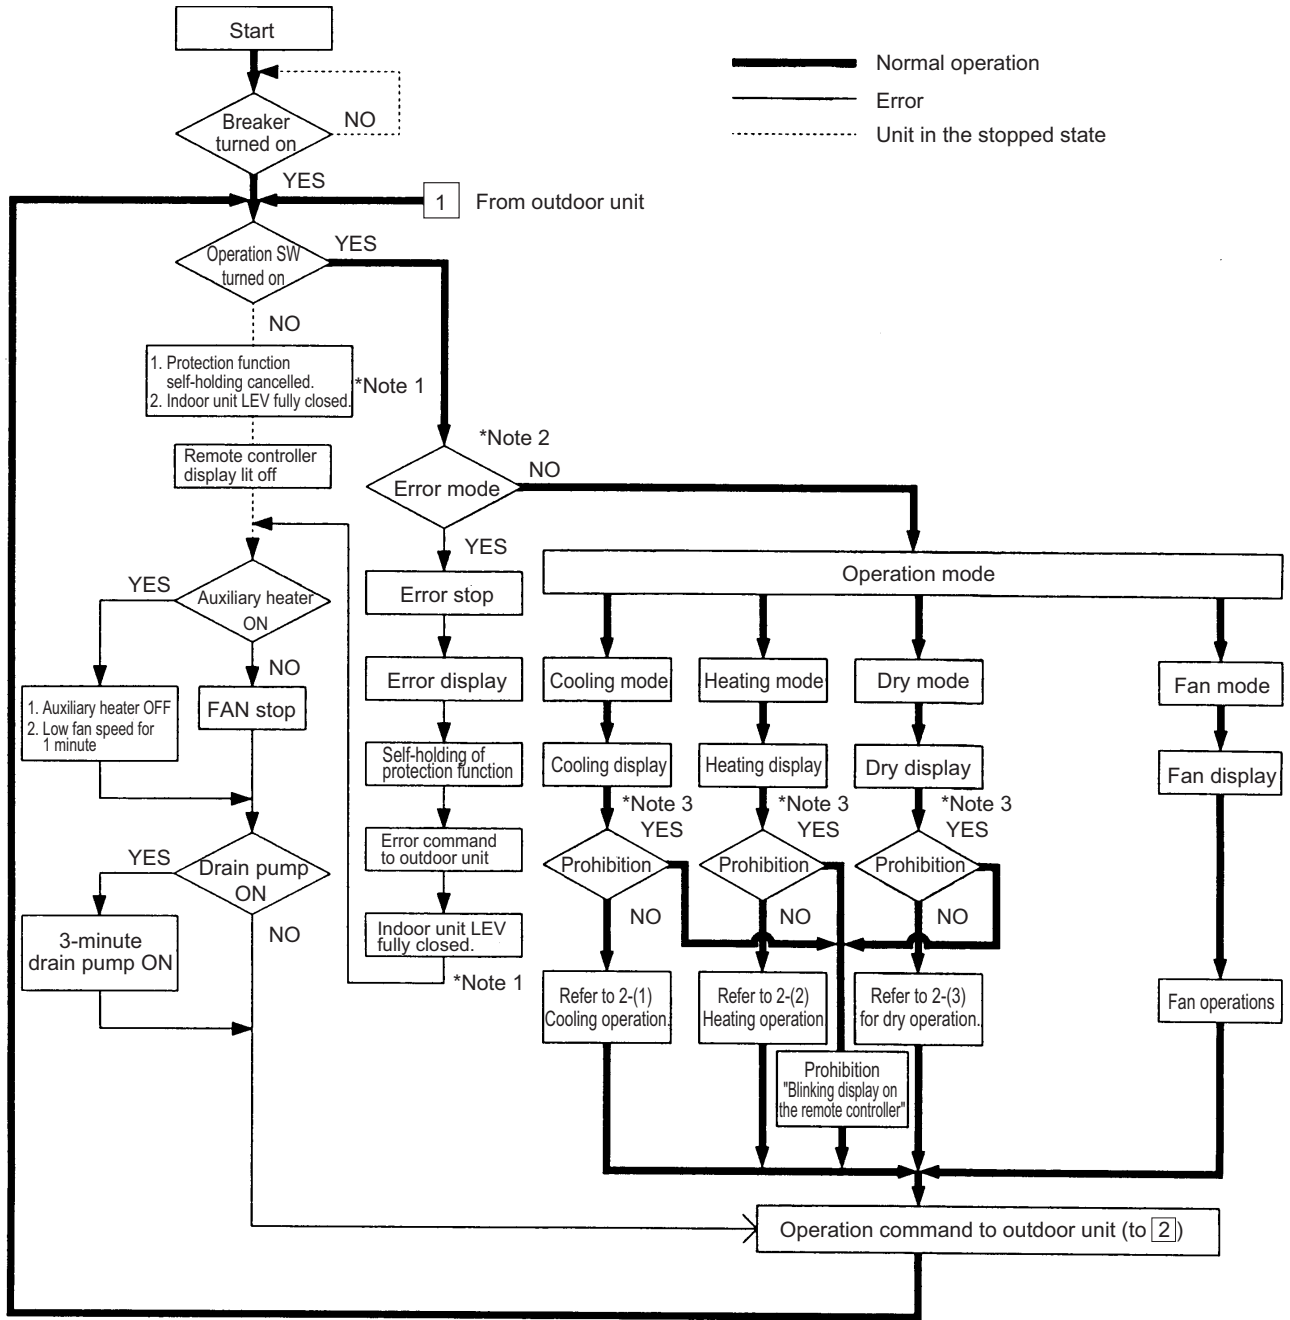 Start
Normal operation
Error
Unit in the stopped state
Breaker
turned on
NO
YES
1
From outdoor unit
Operation SW
turned on
YES
NO
1. Protection function
self-holding cancelled.
2. Indoor unit LEV fully closed.
*Note 1
Remote controller
display lit off
*Note 2
Error mode
NO
YES
Operation mode
YES
Auxiliary heater
ON
NO
Error stop
1. Auxiliary heater OFF
2. Low fan speed for
1 minute
FAN stop
Error display
Self-holding of
protection function
Error command
to outdoor unit
Indoor unit LEV
fully closed.
*Note 1
YES
Drain pump
ON
NO
3-minute
drain pump ON
Cooling mode
Heating mode
Dry mode
Fan mode
Cooling display
Heating display
Dry display
Fan display
*Note 3
*Note 3
*Note 3
YES
YES
YES
Prohibition
Prohibition
Prohibition
NO
NO
NO
Refer to 2-(1)
Cooling operation.
Refer to 2-(2)
Heating operation
Refer to 2-(3)
for dry operation..
Fan operations
Prohibition
"Blinking display on
the remote controller"
Operation command to outdoor unit (to 2)